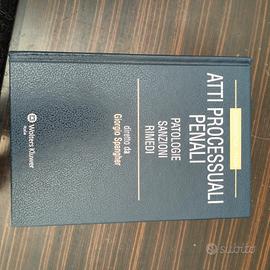 ATTI PROCESSUALI
PENALI
PATOLOGIE
SANZIONI
RIMEDI
diretto da
Giorgio Spangher
Wolters Kluwer
subito